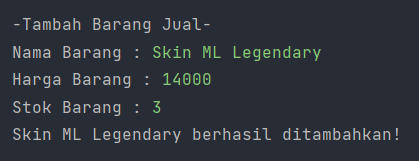 -Tambah Barang Jual-
Nama Barang : Skin ML Legendary
Harga Barang : 14000
Stok Barang : 3
Skin ML Legendary berhasil ditambahkan!